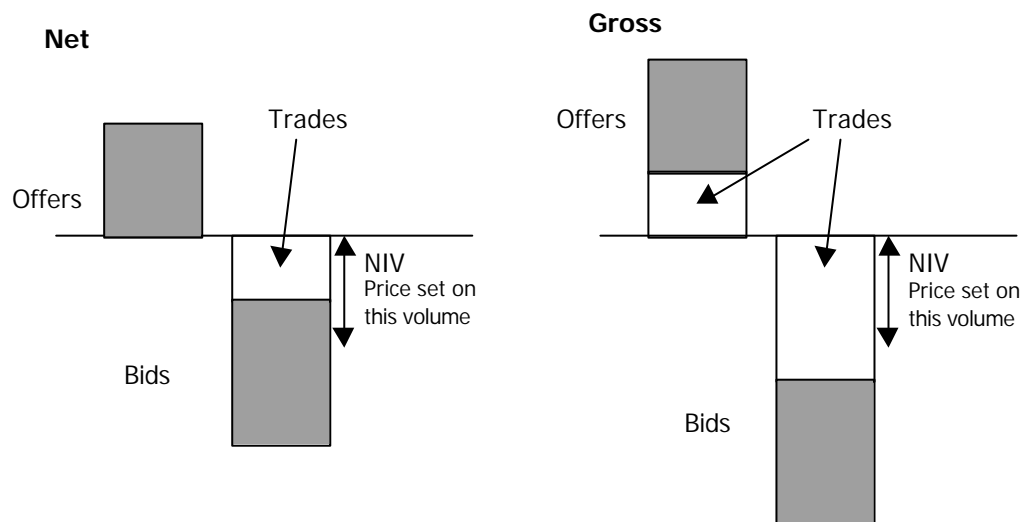 Net
Trades
Offers
NIV
Price set on
this volume
Bids
Gross
Offers
Trades
NIV
Price set on
this volume
Bids